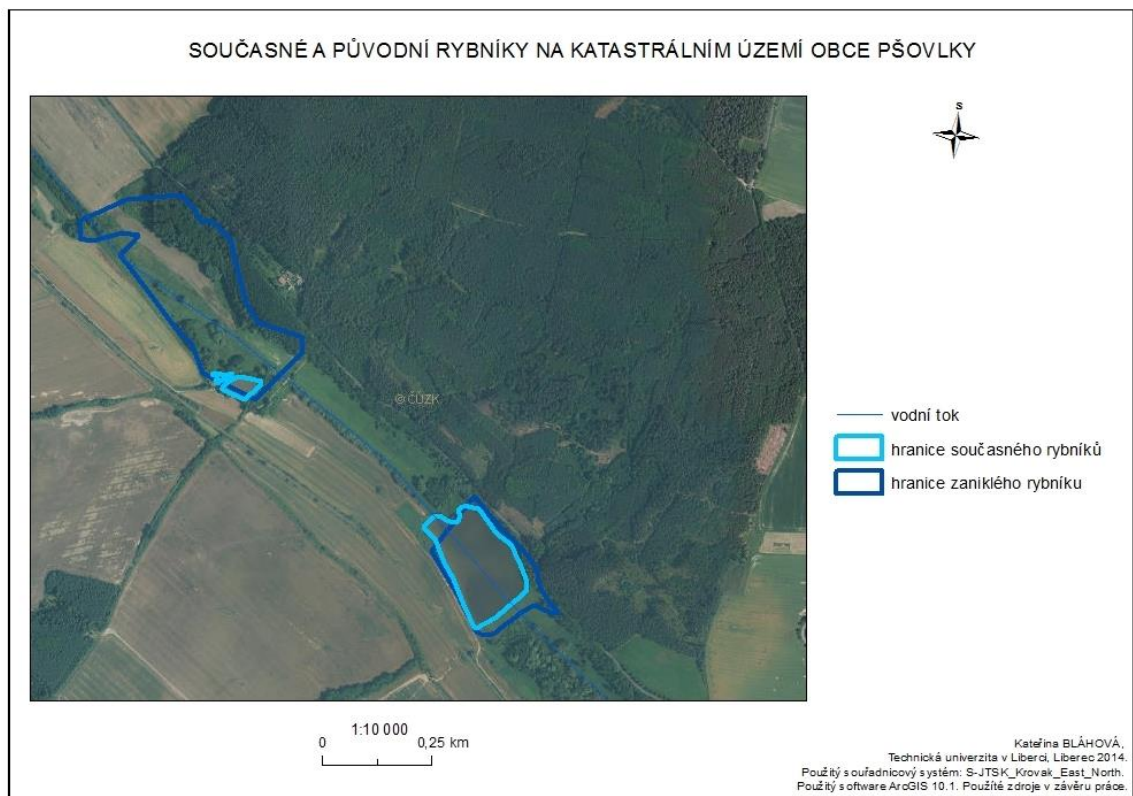 SOUČASNÉ A PŮVODNÍ RYBNÍKY NA KATASTRÁLNÍM ÚZEMÍ OBCE PŠOVLKY
S
© ČÚZK
vodní tok
hranice současného rybníků
hranice zaniklého rybníku
1:10 000
0 0,25 km
Kateřina BLÁHOVÁ,
Technická univerzita v Liberci, Liberec 2014.
Použitý souřadnicový systém: S-JTSK_Krovak_East_North.
Použitý software ArcGIS 10.1. Použité zdroje v závěru práce.